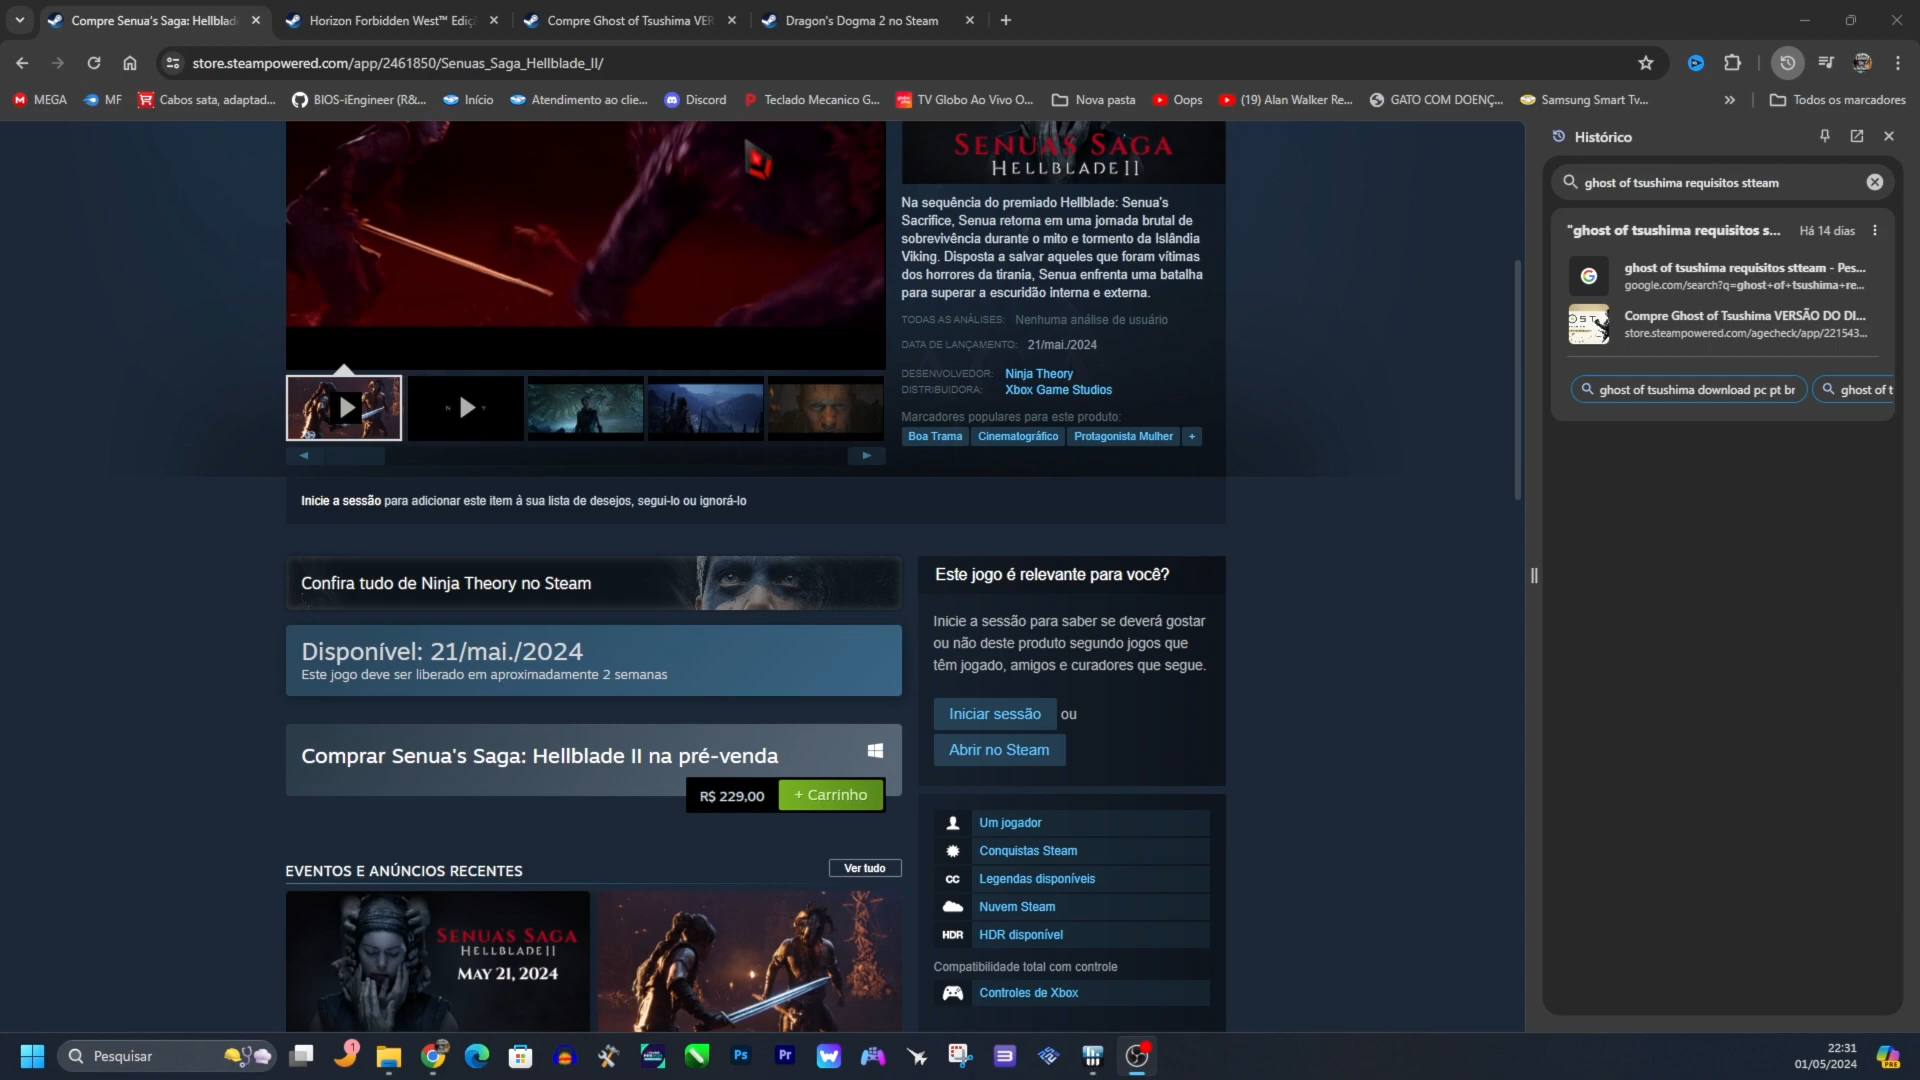 Compre Senua's Saga: Hellblade
Horizon Forbidden West™ Ediç
Compre Ghost of Tsushima VER
Dragon's Dogma 2 no Steam
store.steampowered.com/app/2461850/Senuas_Saga_Hellblade_II/
MEGA
MF
Cabos sata, adaptad...
BIOS-iEngineer (R&...
Início
Atendimento ao clie...
Discord
Teclado Mecanico G...
TV Globo Ao Vivo O...
Nova pasta
Oops
(19) Alan Walker Re...
GATO COM DOENÇ...
Samsung Smart Tv...
»
Todos os marcadores
SENUA'S SAGA
HELLBLADE II
Na sequência do premiado Hellblade: Senua's
Sacrifice, Senua retorna em uma jornada brutal de
sobrevivência durante o mito e tormento da Islândia
Viking. Disposta a salvar aqueles que foram vítimas
dos horrores da tirania, Senua enfrenta uma batalha
para superar a escuridão interna e externa.
TODAS AS ANÁLISES: Nenhuma análise de usuário
DATA DE LANÇAMENTO: 21/mai./2024
DESENVOLVEDOR: Ninja Theory
DISTRIBUIDORA: Xbox Game Studios
Marcadores populares para este produto:
Boa Trama
Cinematográfico
Protagonista Mulher
+
Inicie a sessão para adicionar este item à sua lista de desejos, segui-lo ou ignorá-lo
Confira tudo de Ninja Theory no Steam
Disponível: 21/mai./2024
Este jogo deve ser liberado em aproximadamente 2 semanas
Comprar Senua's Saga: Hellblade II na pré-venda
R$ 229,00
+ Carrinho
EVENTOS E ANÚNCIOS RECENTES
Ver tudo
SENUA'S SAGA
HELLBLADE II
MAY 21, 2024
Este jogo é relevante para você?
Inicie a sessão para saber se deverá gostar
ou não deste produto segundo jogos que
têm jogado, amigos e curadores que segue.
Iniciar sessão
ou
Abrir no Steam
Um jogador
Conquistas Steam
CC
Legendas disponíveis
Nuvem Steam
HDR
HDR disponível
Compatibilidade total com controle
Controles de Xbox
Histórico
ghost of tsushima requisitos stteam
"ghost of tsushima requisitos s...
Há 14 dias
ghost of tsushima requisitos stteam - Pes...
google.com/search?q=ghost+of+tsushima+re...
Compre Ghost of Tsushima VERSÃO DO DI...
store.steampowered.com/agecheck/app/221543...
ghost of tsushima download pc pt br
ghost of t
Pesquisar
1
Ps
Pr
22:31
01/05/2024
PRE